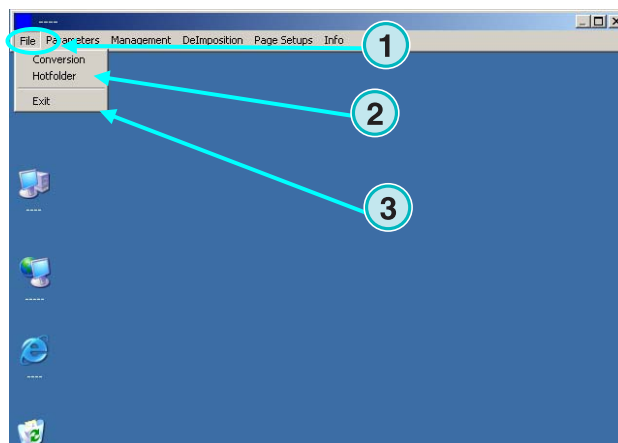 ----
File Parameters Management DeImposition Page Setups Info
Conversion
Hotfolder
Exit
1
2
3
----
-----
----